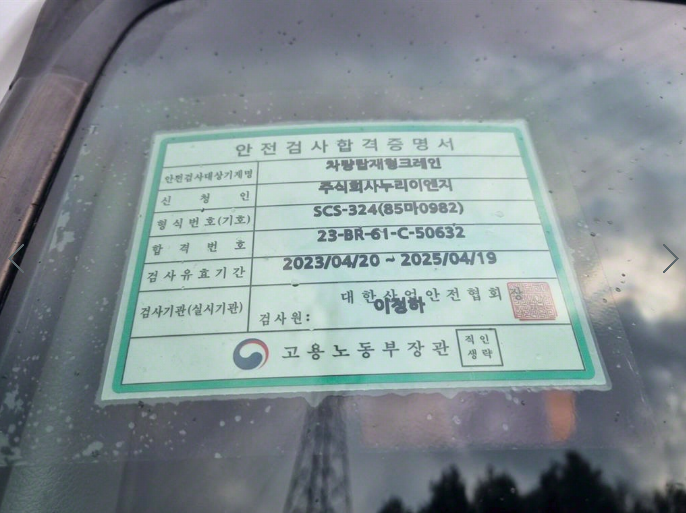 안전검사합격증명서
안전검사대상기계명 차량탑재형크레인
신청인 주식회사누리이엔지
형식번호(기호) SCS-324(85마0982)
합격번호 23-BR-61-C-50632
검사유효기간 2023/04/20 ~ 2025/04/19
검사기관(실시기관) 대한산업안전협회장
검사원: 이정하
고용노동부장관 직인
생략